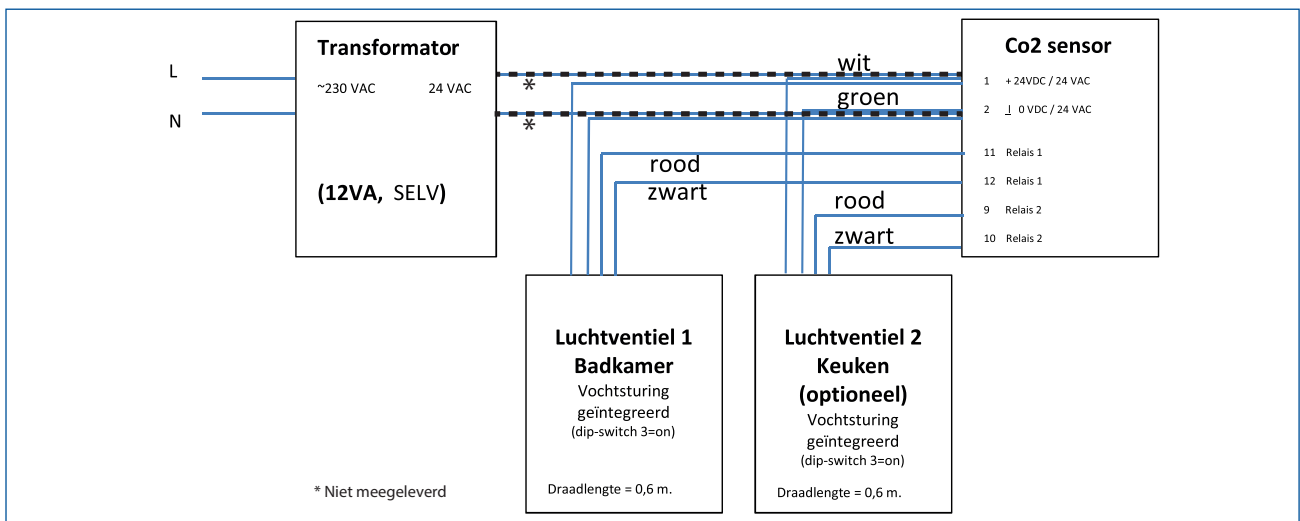 L
N
Transformator
~230 VAC 24 VAC
(12VA, SELV)
*
*
wit
groen
rood
zwart
rood
zwart
Co2 sensor
1 + 24VDC / 24 VAC
2 ⊥ 0 VDC / 24 VAC
11 Relais 1
12 Relais 1
9 Relais 2
10 Relais 2
Luchtventiel 1
Badkamer
Vochtsturing
geïntegreerd
(dip-switch 3=on)
Draadlengte = 0,6 m.
Luchtventiel 2
Keuken
(optioneel)
Vochtsturing
geïntegreerd
(dip-switch 3=on)
Draadlengte = 0,6 m.
* Niet meegeleverd